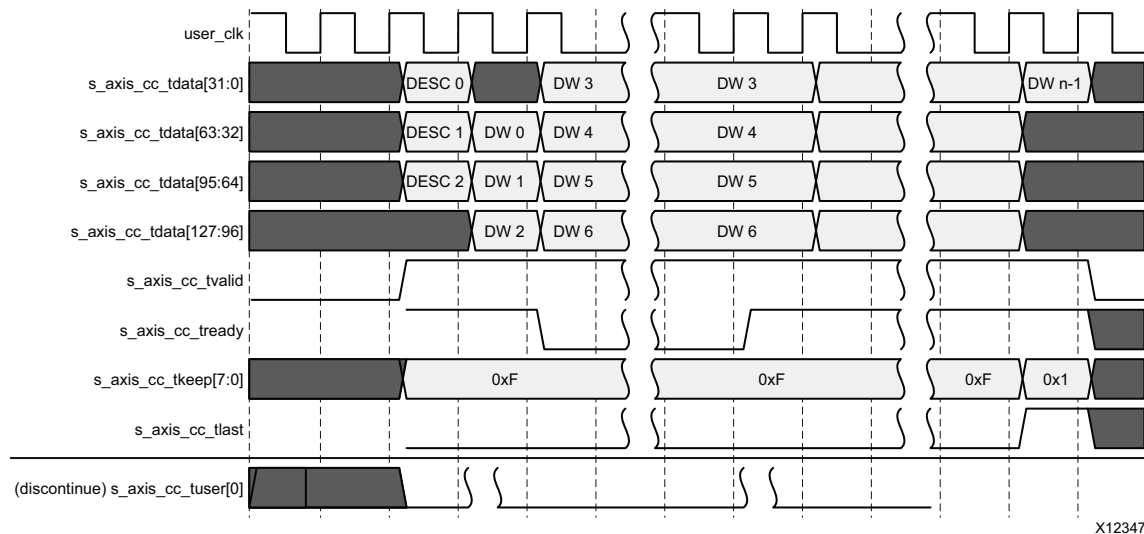 user_clk
s_axis_cc_tdata[31:0] DESC 0 DW 3 DW 3 DW n-1
s_axis_cc_tdata[63:32] DESC 1 DW 0 DW 4 DW 4
s_axis_cc_tdata[95:64] DESC 2 DW 1 DW 5 DW 5
s_axis_cc_tdata[127:96] DW 2 DW 6 DW 6
s_axis_cc_tvalid
s_axis_cc_tready
s_axis_cc_tkeep[7:0] 0xF 0xF 0xF 0x1
s_axis_cc_tlast
(discontinue) s_axis_cc_tuser[0]
X12347